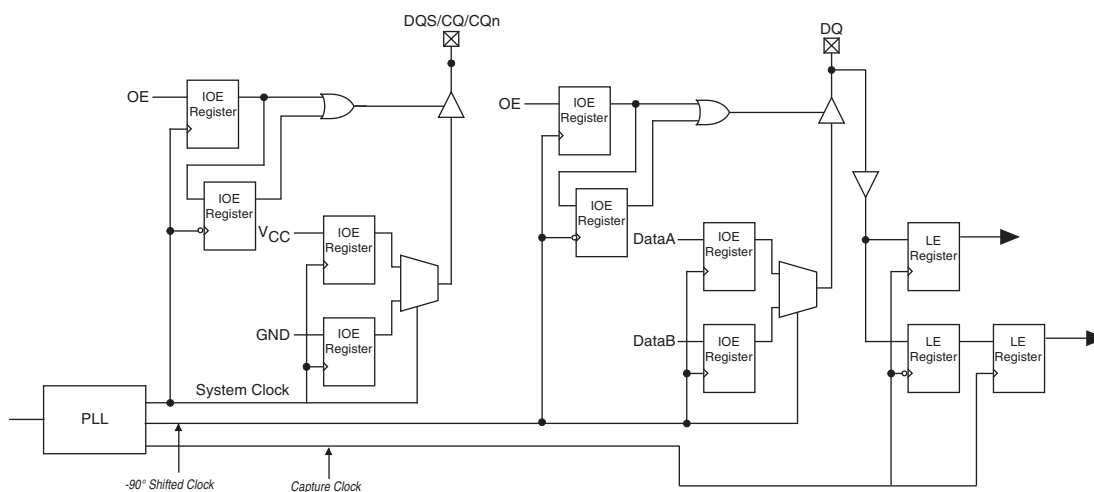 DQS/CQ/CQn
DQ
OE
IOE
Register
OE
IOE
Register
IOE
Register
IOE
Register
VCC
IOE
Register
DataA
IOE
Register
LE
Register
GND
IOE
Register
DataB
IOE
Register
LE
Register
LE
Register
System Clock
PLL
-90° Shifted Clock
Capture Clock